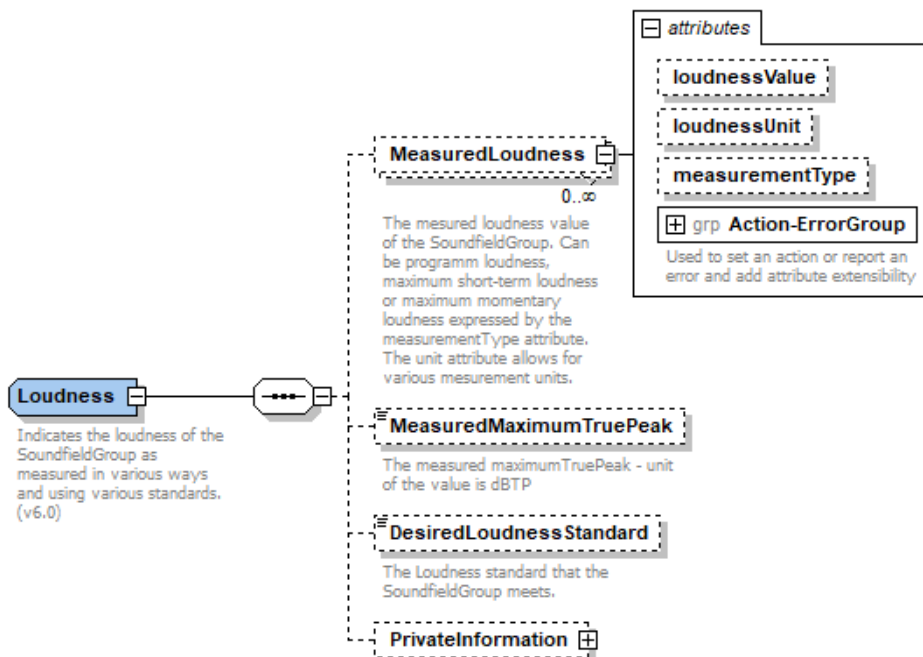 attributes
loudnessValue
loudnessUnit
measurementType
grp Action-ErrorGroup
Used to set an action or report an
error and add attribute extensibility
MeasuredLoudness
0..∞
The mesured loudness value
of the SoundfieldGroup. Can
be programm loudness,
maximum short-term loudness
or maximum momentary
loudness expressed by the
measurementType attribute.
The unit attribute allows for
various mesurement units.
Loudness
Indicates the loudness of the
SoundfieldGroup as
measured in various ways
and using various standards.
(v6.0)
MeasuredMaximumTruePeak
The measured maximumTruePeak - unit
of the value is dBTP
DesiredLoudnessStandard
The Loudness standard that the
SoundfieldGroup meets.
PrivateInformation